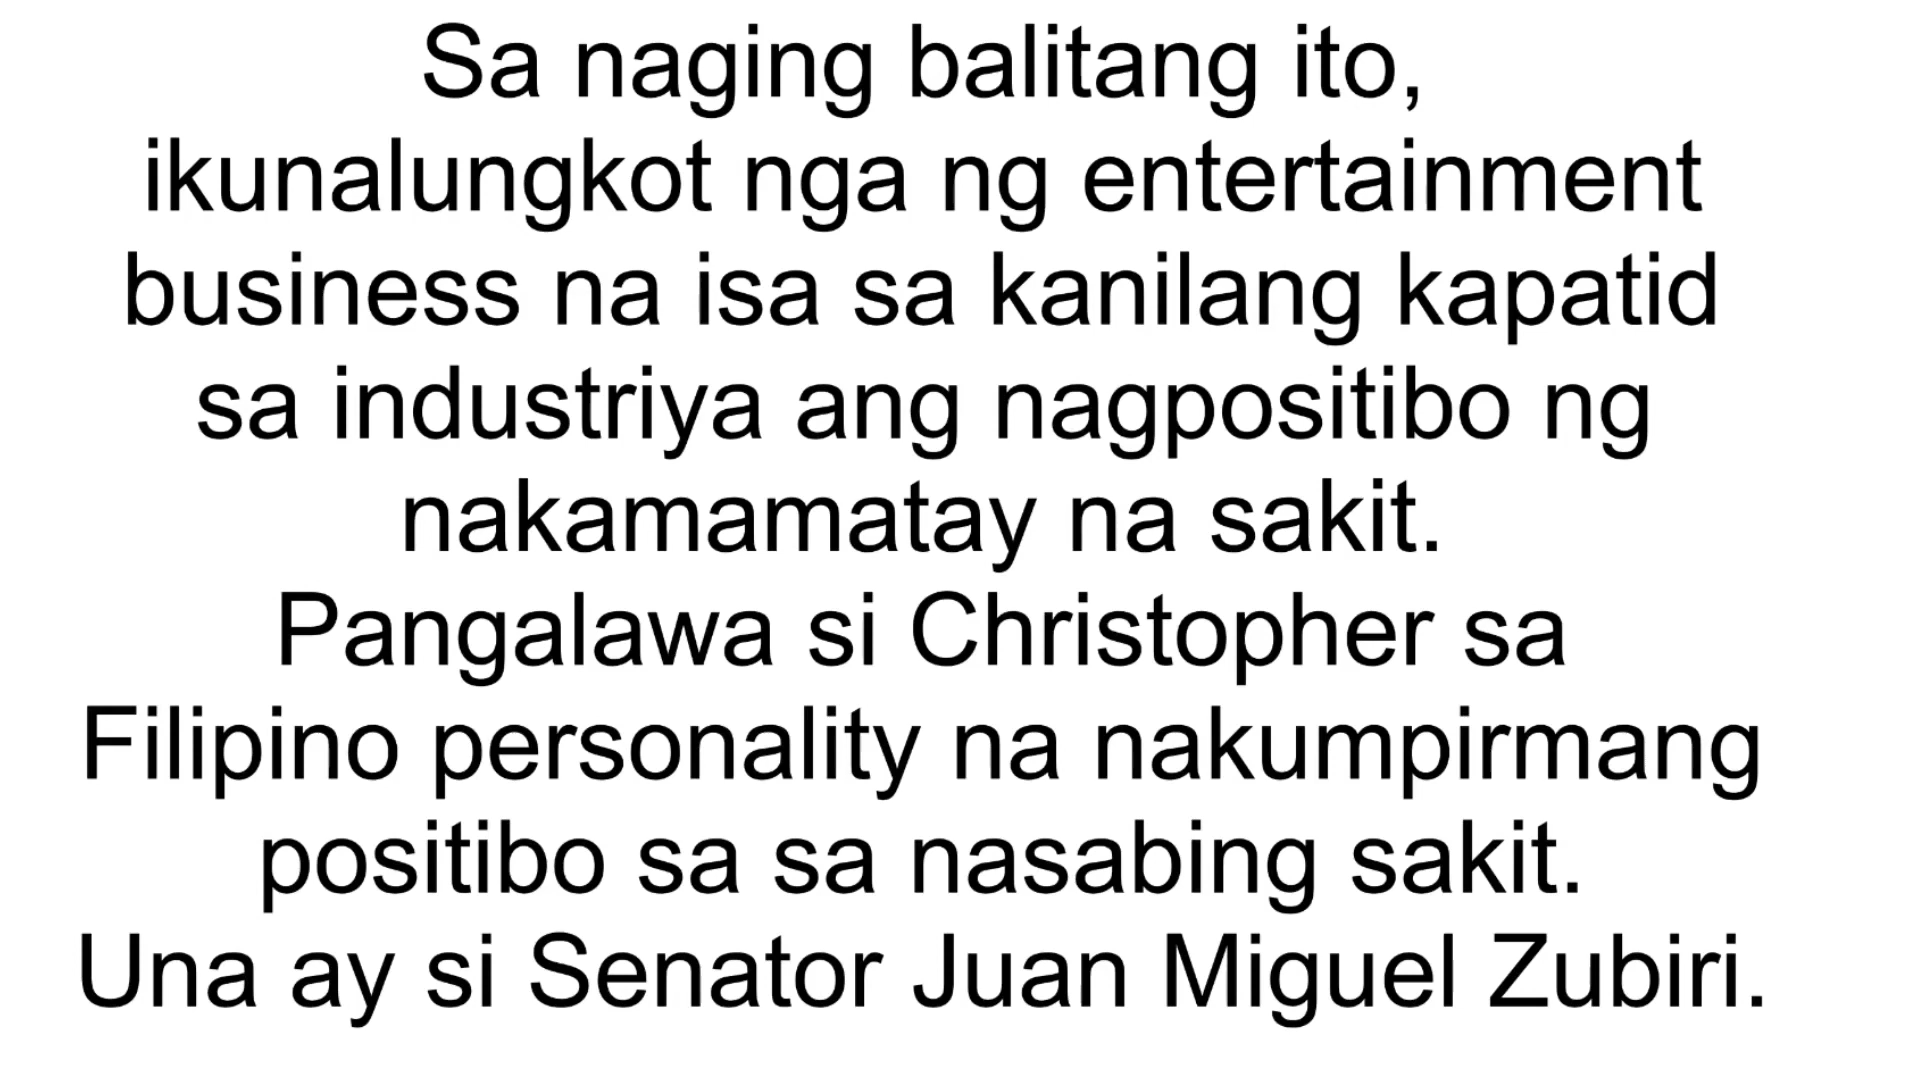 Sa naging balitang ito,
ikunalungkot nga ng entertainment
business na isa sa kanilang kapatid
sa industriya ang nagpositibo ng
nakamamatay na sakit.
Pangalawa si Christopher sa
Filipino personality na nakumpirmang
positibo sa sa nasabing sakit.
Una ay si Senator Juan Miguel Zubiri.